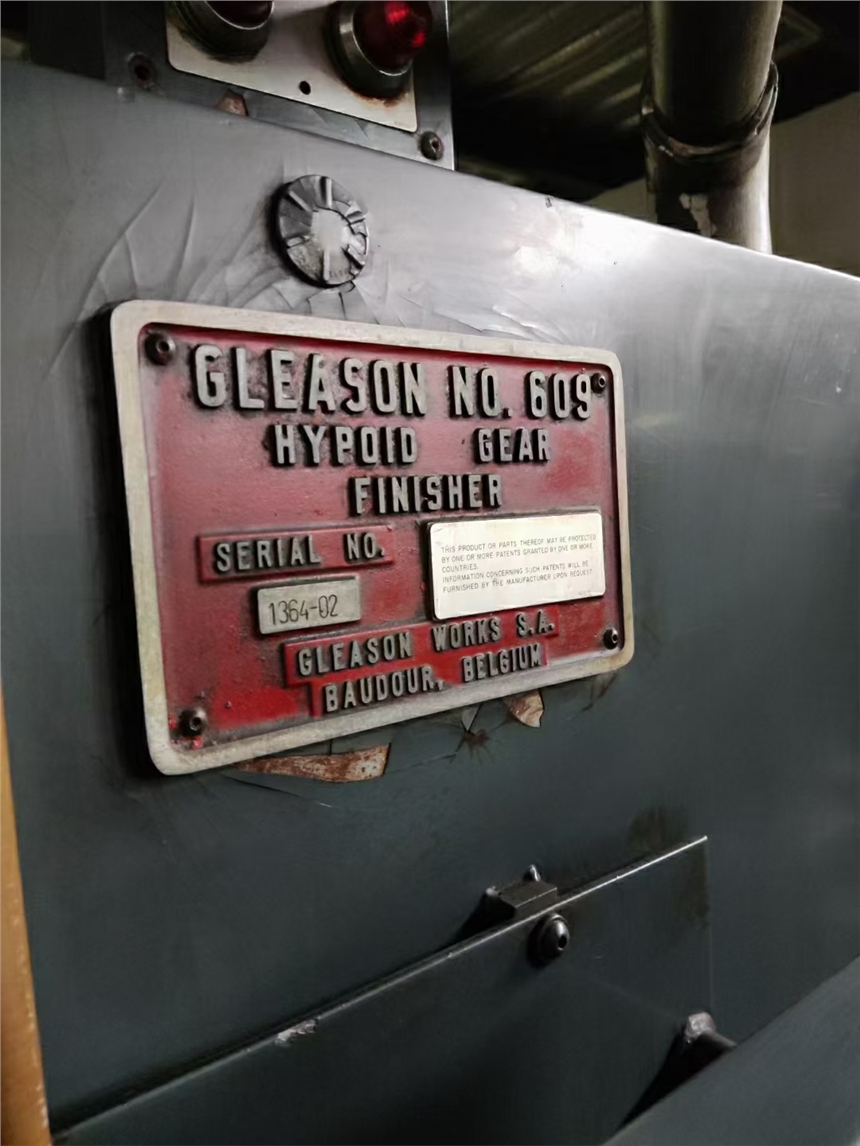 GLEASON NO. 609
HYPOID GEAR
FINISHER
SERIAL NO.
1364-02
THIS PRODUCT OR PARTS THEREOF MAY BE PROTECTED
BY ONE OR MORE PATENTS GRANTED BY ONE OR MORE
COUNTRIES.
INFORMATION CONCERNING SUCH PATENTS WILL BE
FURNISHED BY THE MANUFACTURER UPON REQUEST
GLEASON WORKS S.A.
BAUDOUR, BELGIUM